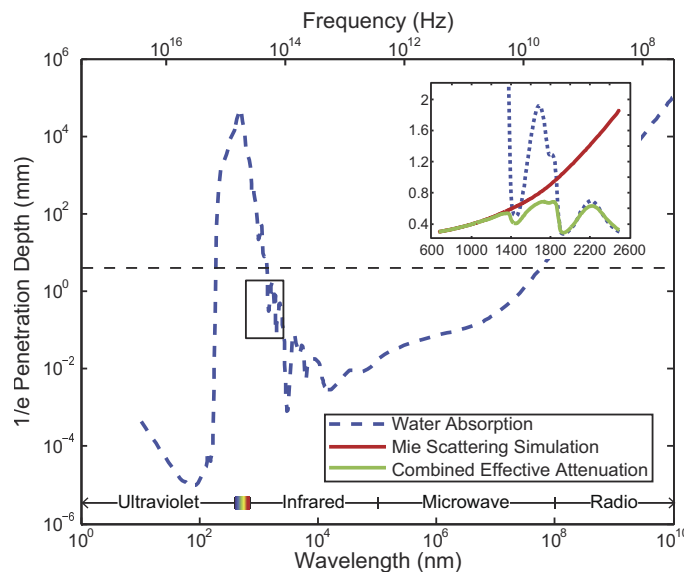 Frequency (Hz)
10^16 10^14 10^12 10^10 10^8
1/e Penetration Depth (mm)
10^6
10^4
10^2
10^0
10^-2
10^-4
10^-6
2
1.6
1.2
0.8
0.4
600 1000 1400 1800 2200 2600
Water Absorption
Mie Scattering Simulation
Combined Effective Attenuation
Ultraviolet Infrared Microwave Radio
10^0 10^2 10^4 10^6 10^8 10^10
Wavelength (nm)